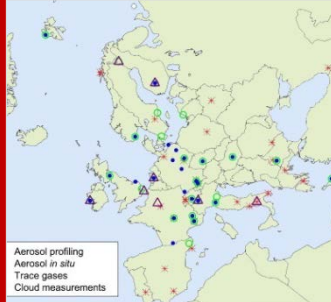 Aerosol profiling
Aerosol in situ
Trace gases
Cloud measurements